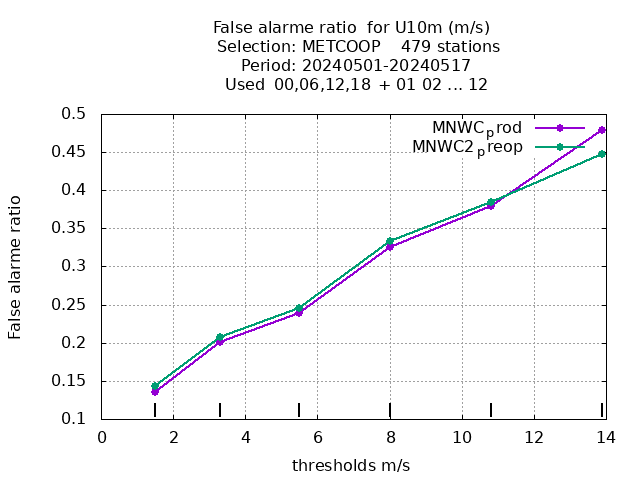 False alarme ratio  for U10m (m/s)
Selection: METCOOP    479 stations
Period: 20240501-20240517
Used  00,06,12,18  + 01 02 ... 12
MNWCprod
MNWC2preop
0.5
0.45
0.4
0.35
0.3
0.25
0.2
0.15
0.1
False alarme ratio
0 2 4 6 8 10 12 14
thresholds m/s